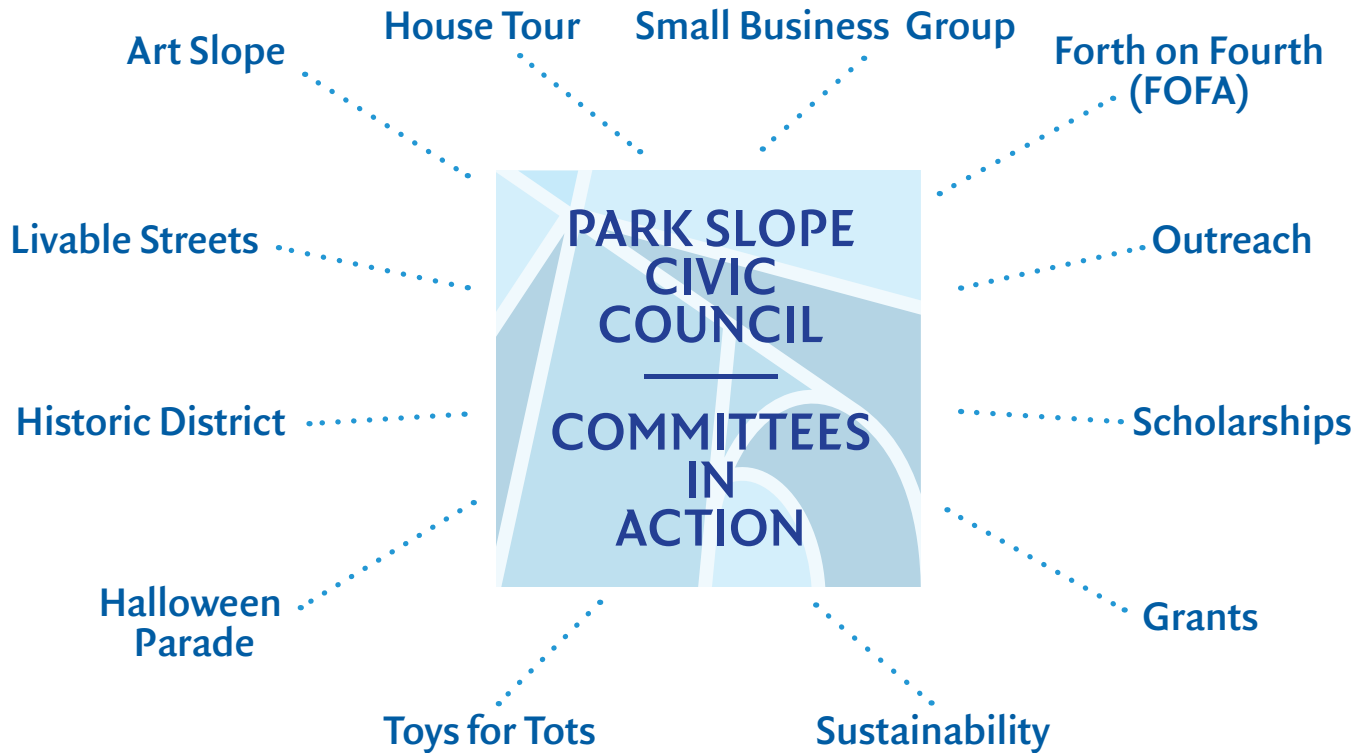 House Tour
Small Business Group
Art Slope
Forth on Fourth
(FOFA)
Livable Streets
Outreach
PARK SLOPE
CIVIC
COUNCIL
COMMITTEES
IN
ACTION
Historic District
Scholarships
Halloween
Parade
Grants
Toys for Tots
Sustainability